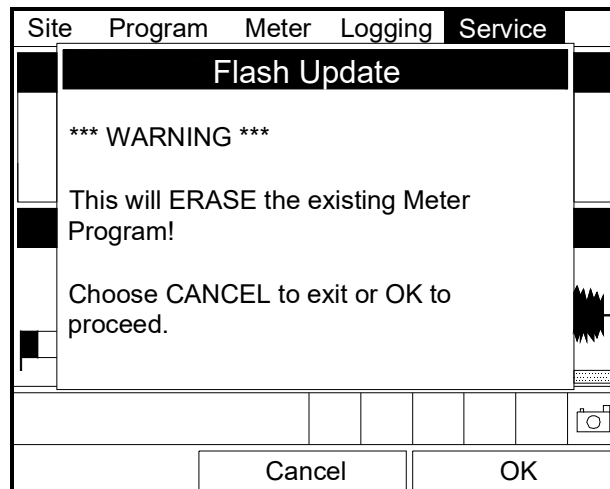 Site Program Meter Logging Service
Flash Update
*** WARNING ***
This will ERASE the existing Meter
Program!
Choose CANCEL to exit or OK to
proceed.
Cancel OK